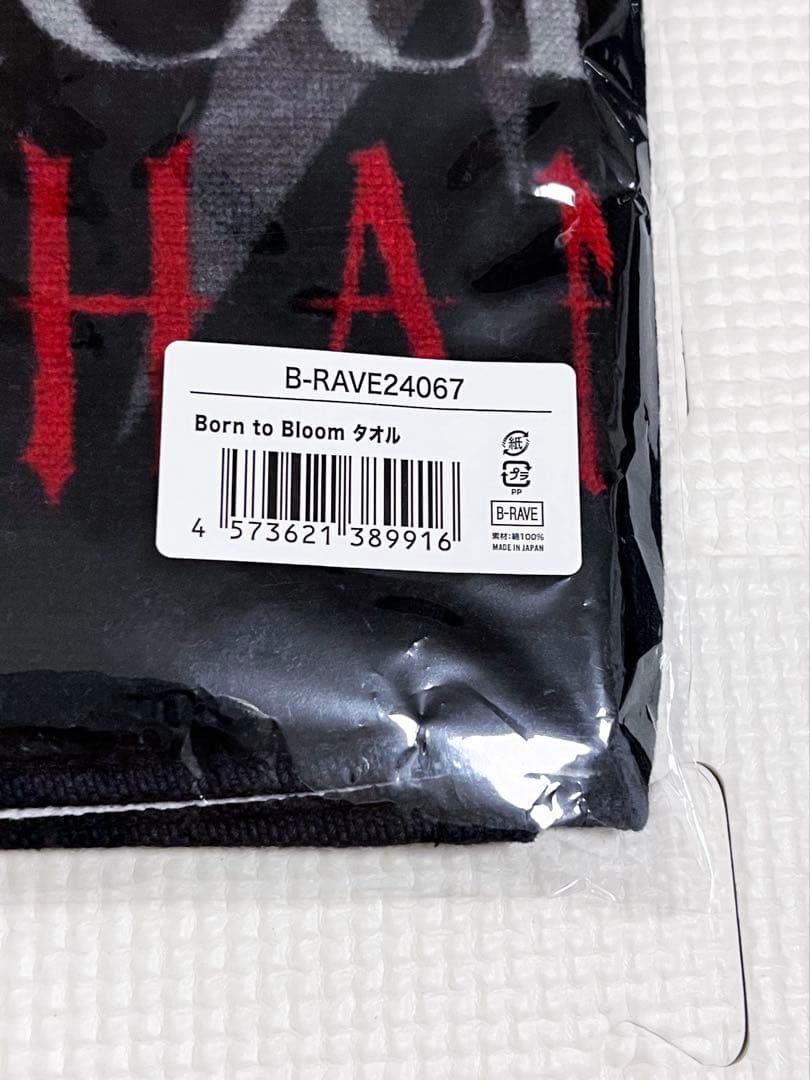 HA
B-RAVE24067
Born to Bloom タオル
紙
プラ
PP
B-RAVE
素材:綿100%
MADE IN JAPAN
4 573621 389916